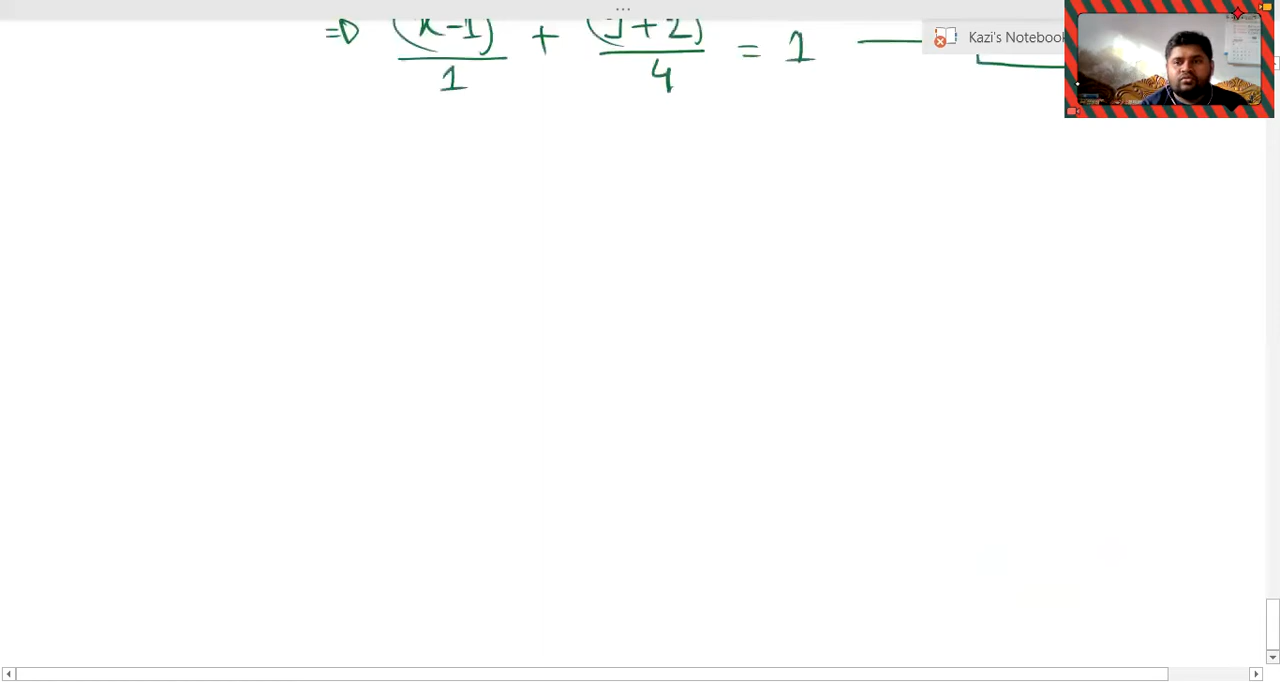 ⇒ (x-1)/1 + (y+2)/4 = 1
Kazi's Notebook